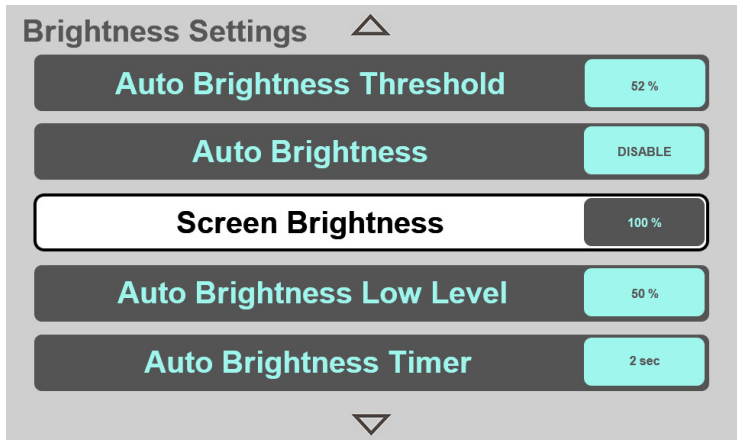 Brightness Settings
Auto Brightness Threshold 52 %
Auto Brightness DISABLE
Screen Brightness 100 %
Auto Brightness Low Level 50 %
Auto Brightness Timer 2 sec